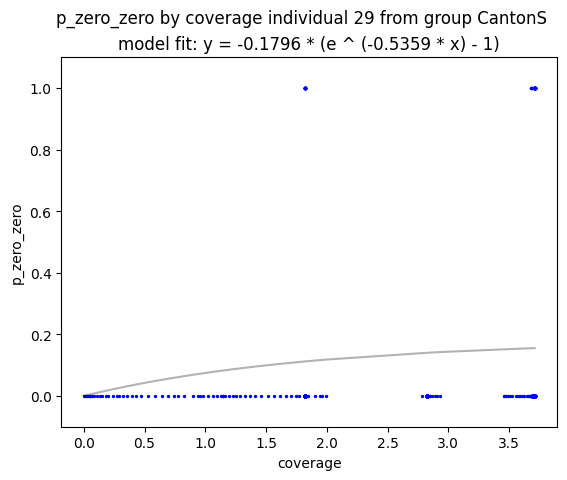 p_zero_zero by coverage individual 29 from group CantonS
model fit: y = -0.1796 * (e ^ (-0.5359 * x) - 1)
1.0
0.8
0.6
0.4
0.2
0.0
p_zero_zero
0.0 0.5 1.0 1.5 2.0 2.5 3.0 3.5
coverage